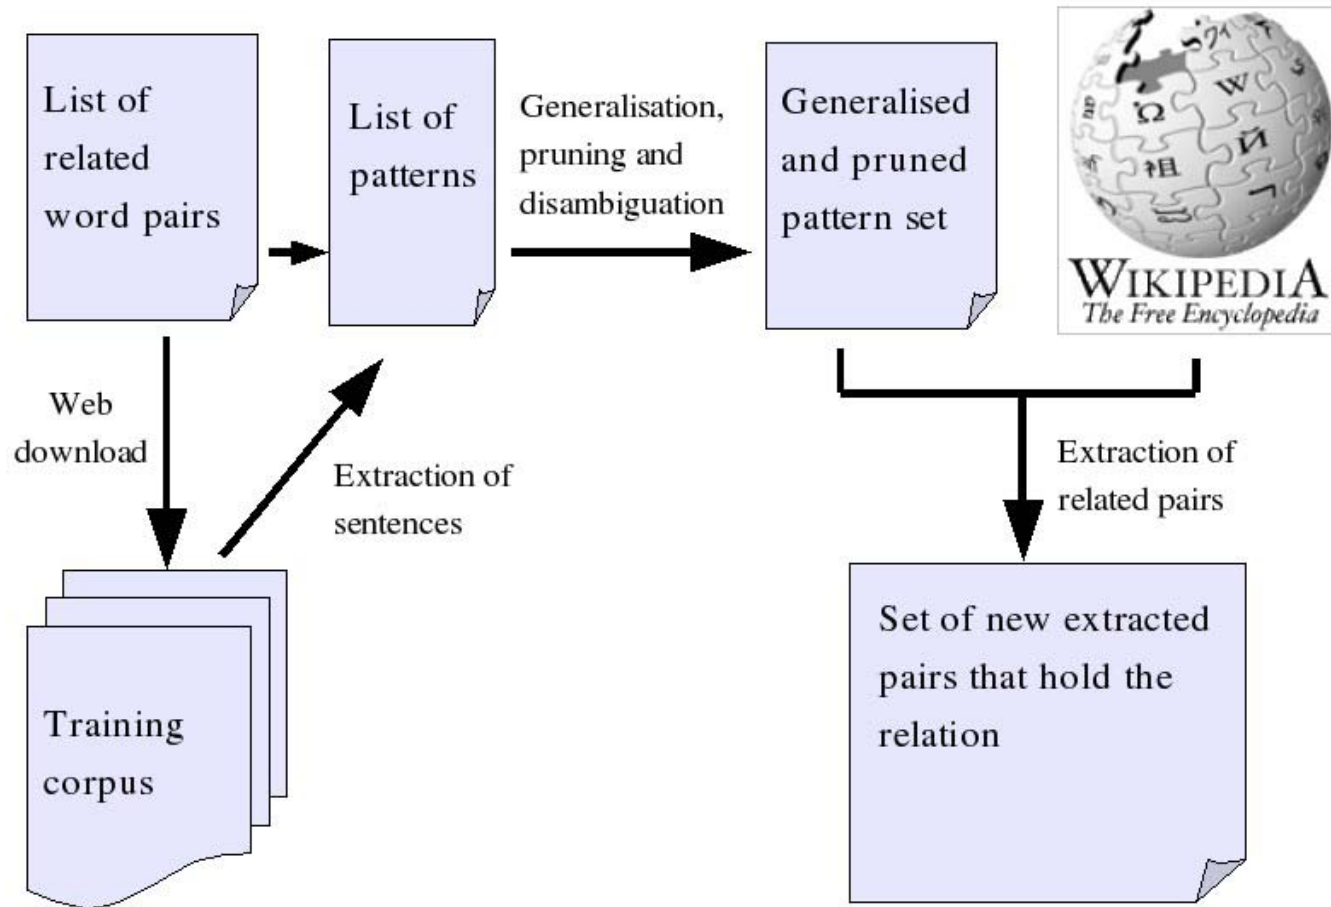 List of
related
word pairs
List of
patterns
Generalisation,
pruning and
disambiguation
Generalised
and pruned
pattern set
Ω
W
И
祖
WIKIPEDIA
The Free Encyclopedia
Web
download
Extraction of
sentences
Extraction of
related pairs
Training
corpus
Set of new extracted
pairs that hold the
relation